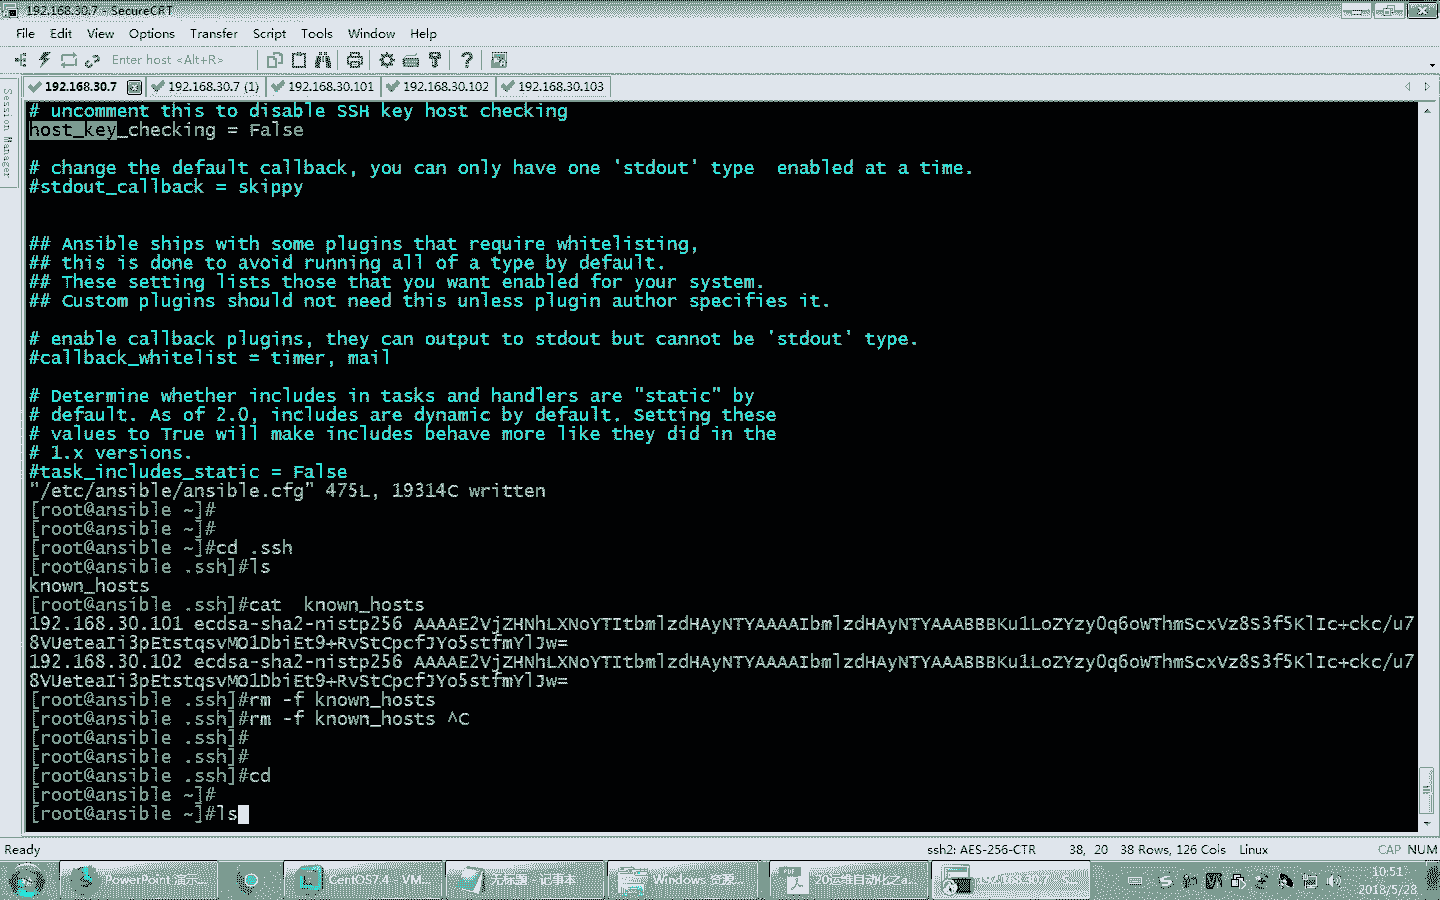 192.168.30.7 - SecureCRT
File Edit View Options Transfer Script Tools Window Help
Enter host <Alt+R>
Session Manager
192.168.30.7 192.168.30.7 (1) 192.168.30.101 192.168.30.102 192.168.30.103
# uncomment this to disable SSH key host checking
host_key_checking = False
# change the default callback, you can only have one 'stdout' type  enabled at a time.
#stdout_callback = skippy
## Ansible ships with some plugins that require whitelisting,
## this is done to avoid running all of a type by default.
## These setting lists those that you want enabled for your system.
## Custom plugins should not need this unless plugin author specifies it.
# enable callback plugins, they can output to stdout but cannot be 'stdout' type.
#callback_whitelist = timer, mail
# Determine whether includes in tasks and handlers are "static" by
# default. As of 2.0, includes are dynamic by default. Setting these
# values to True will make includes behave more like they did in the
# 1.x versions.
#task_includes_static = False
"/etc/ansible/ansible.cfg" 475L, 19314C written
[root@ansible ~]#
[root@ansible ~]#
[root@ansible ~]#cd .ssh
[root@ansible .ssh]#ls
known_hosts
[root@ansible .ssh]#cat  known_hosts
192.168.30.101 ecdsa-sha2-nistp256 AAAAE2VjZHNhLXNoYTItbmlzdHAyNTYAAAAIbmlzdHAyNTYAAABBBKu1LoZYzy0q6oWThmScxVz8S3f5KlIc+ckc/u7
8VUeteaIi3pEtstqsvMO1DbiEt9+RvStCpcfJYo5stfmYlJw=
192.168.30.102 ecdsa-sha2-nistp256 AAAAE2VjZHNhLXNoYTItbmlzdHAyNTYAAAAIbmlzdHAyNTYAAABBBKu1LoZYzy0q6oWThmScxVz8S3f5KlIc+ckc/u7
8VUeteaIi3pEtstqsvMO1DbiEt9+RvStCpcfJYo5stfmYlJw=
[root@ansible .ssh]#rm -f known_hosts
[root@ansible .ssh]#rm -f known_hosts ^C
[root@ansible .ssh]#
[root@ansible .ssh]#
[root@ansible .ssh]#cd
[root@ansible ~]#
[root@ansible ~]#ls
Ready ssh2: AES-256-CTR 38, 20 38 Rows, 126 Cols Linux CAP NUM
PowerPoint 演示... CentOS7.4 - VM... 无标题 - 记事本 Windows 资源... 20运维自动化之a...
10:51
2018/5/28